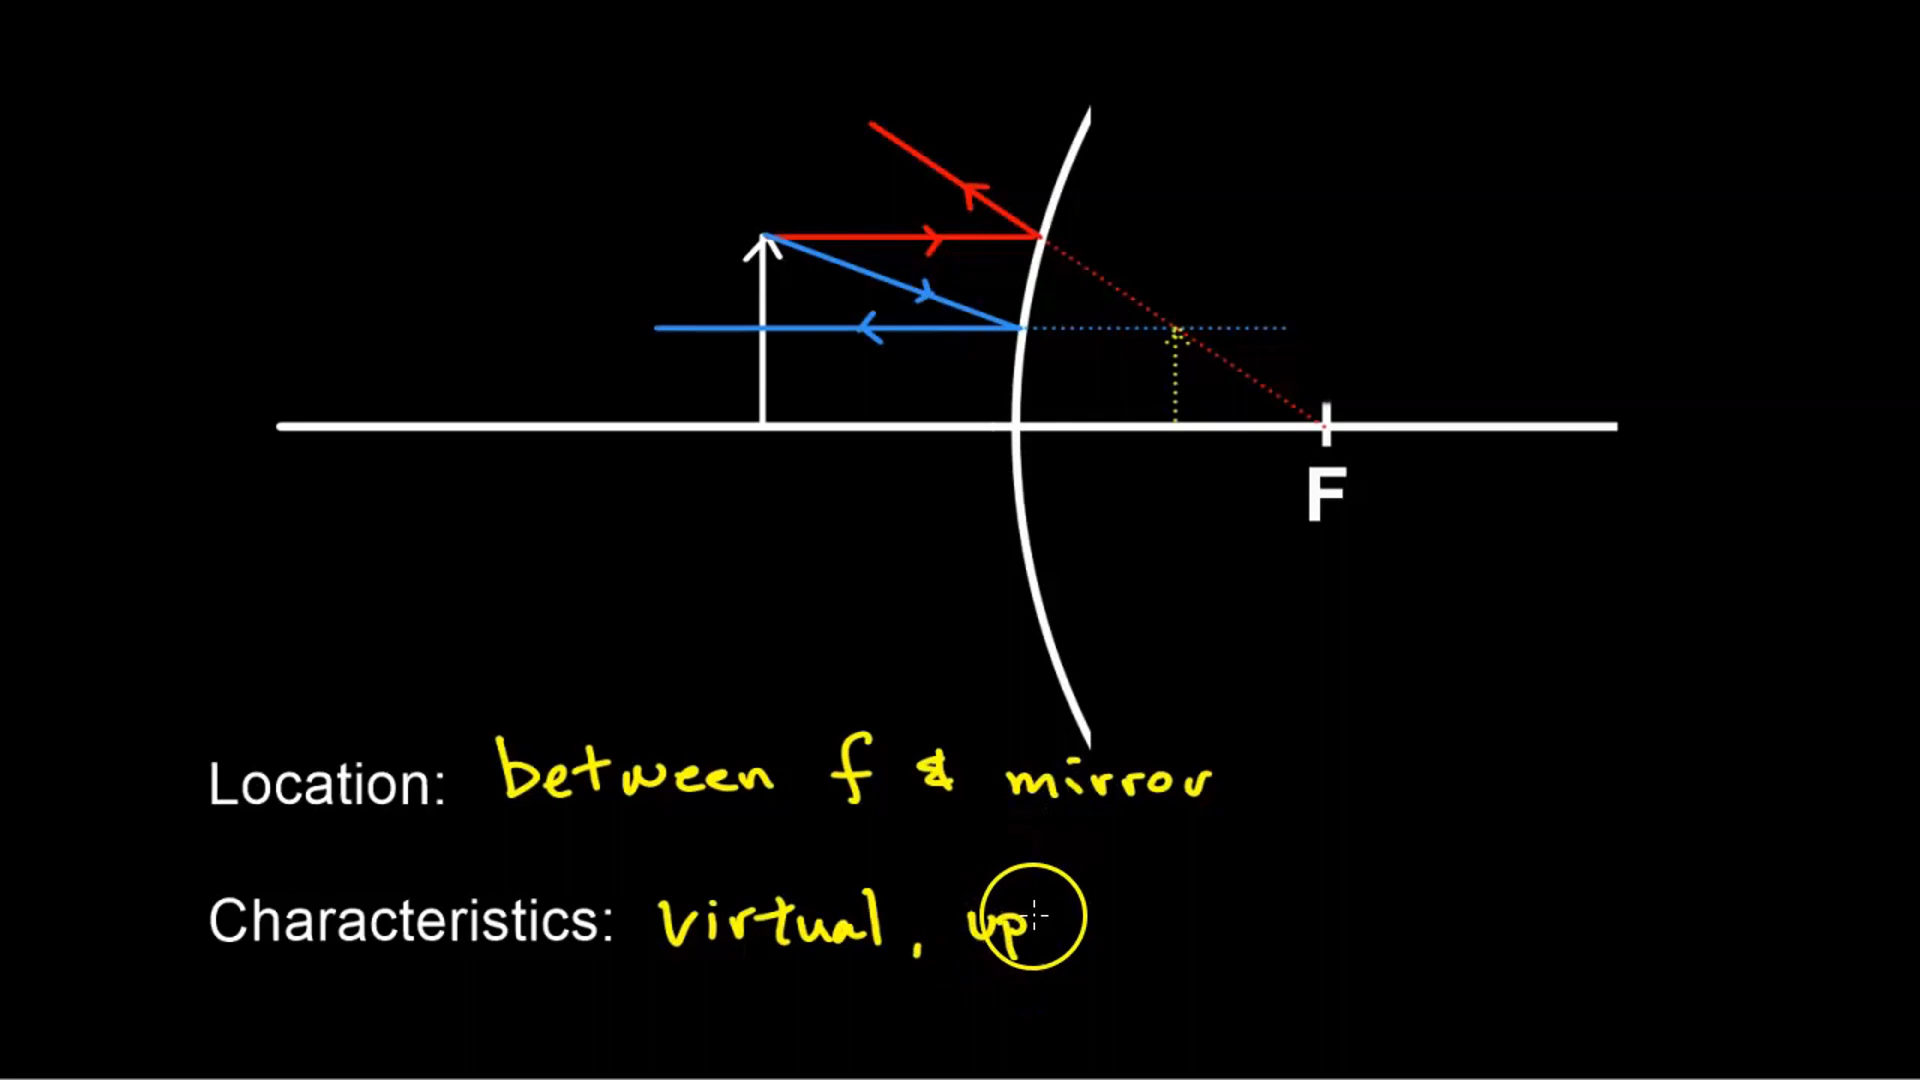 F
Location: between f & mirror
Characteristics: virtual, up